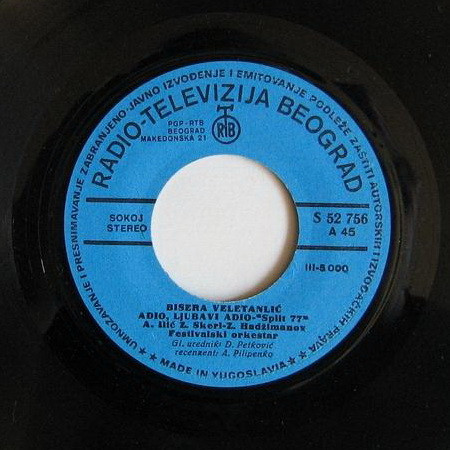 UMNOŽAVANJE I PRESNIMAVANJE ZABRANJENO JAVNO IZVOĐENJE I EMITOVANJE PODLEŽE ZAŠTITI AUTORSKIH I IZVOĐAČKIH PRAVA
RADIO-TELEVIZIJA BEOGRAD
PGP-RTB
BEOGRAD
MAKEDONSKA 21
RTB
SOKOJ
STEREO
S 52 756
A 45
III-5000
BISERA VELETANLIĆ
ADIO, LJUBAVI ADIO-"Split 77"
A. Ilić Z. Skerl-Z. Hadžimanov
Festivalski orkestar
Gl. urednik: D. Petković
recenzent: A. Pilipenko
★ MADE IN YUGOSLAVIA ★